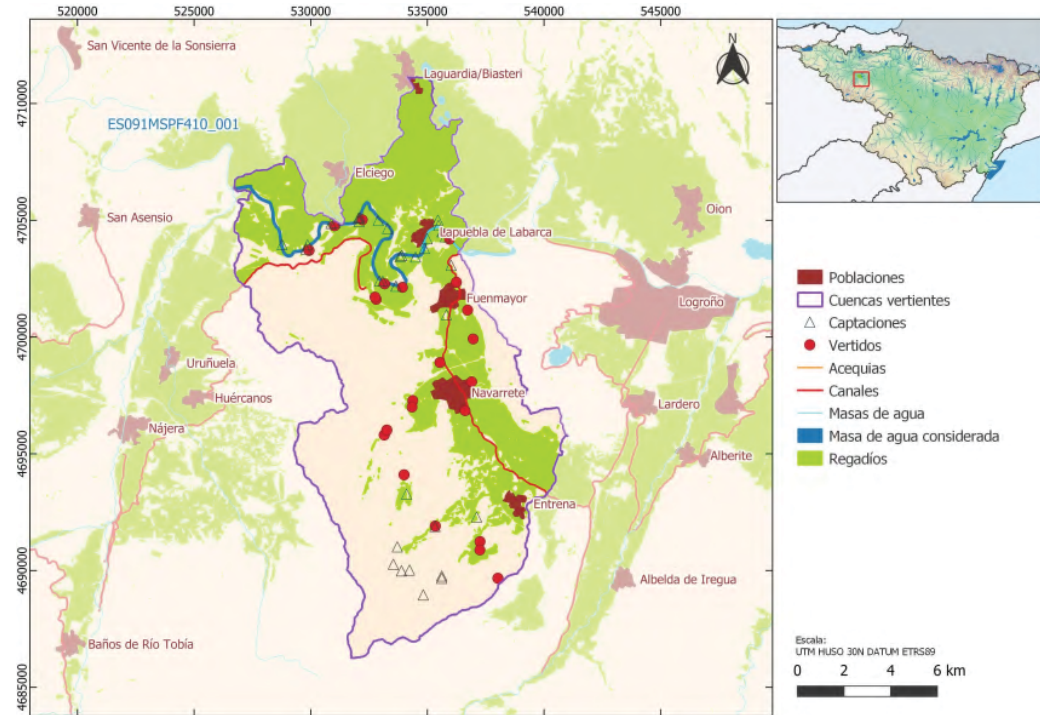 520000
525000
530000
535000
540000
545000
San Vicente de la Sonsierra
N
Laguardia/Biasteri
4710000
ES091MSPF410_001
Elciego
San Asensio
Oion
4705000
Lapuebla de Labarca
Fuenmayor
Logroño
4700000
Uruñuela
Huércanos
Navarrete
Lardero
Nájera
4695000
Alberite
Entrena
4690000
Albelda de Iregua
Baños de Río Tobía
4685000
Poblaciones
Cuencas vertientes
Captaciones
Vertidos
Acequias
Canales
Masas de agua
Masa de agua considerada
Regadíos
Escala:
UTM HUSO 30N DATUM ETRS89
0 2 4 6 km